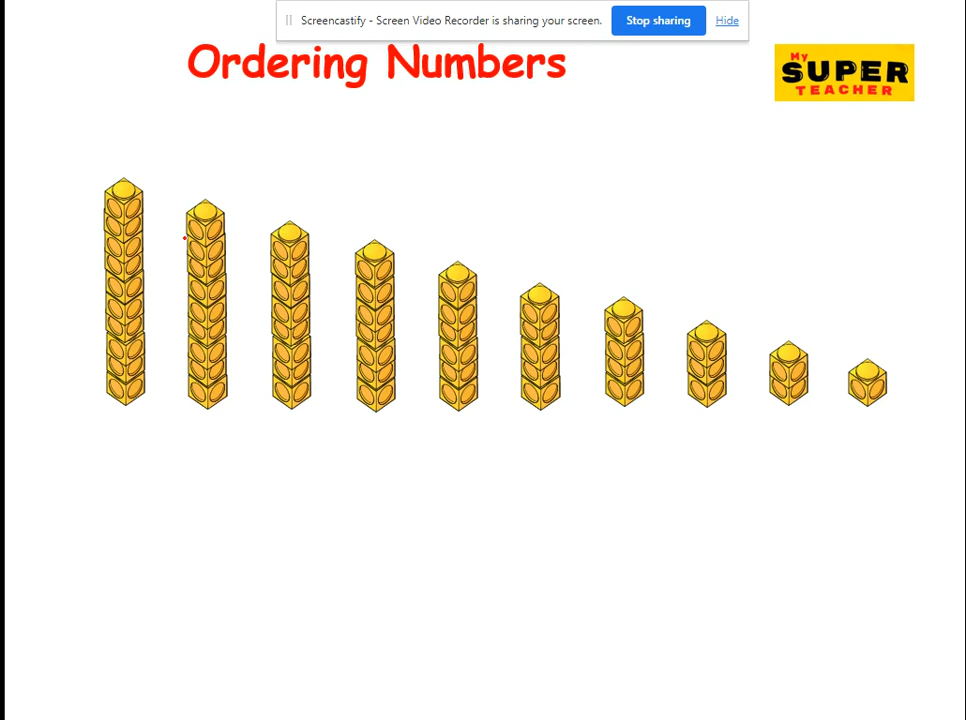 Screencastify - Screen Video Recorder is sharing your screen. Stop sharing Hide
Ordering Numbers
My
SUPER
TEACHER